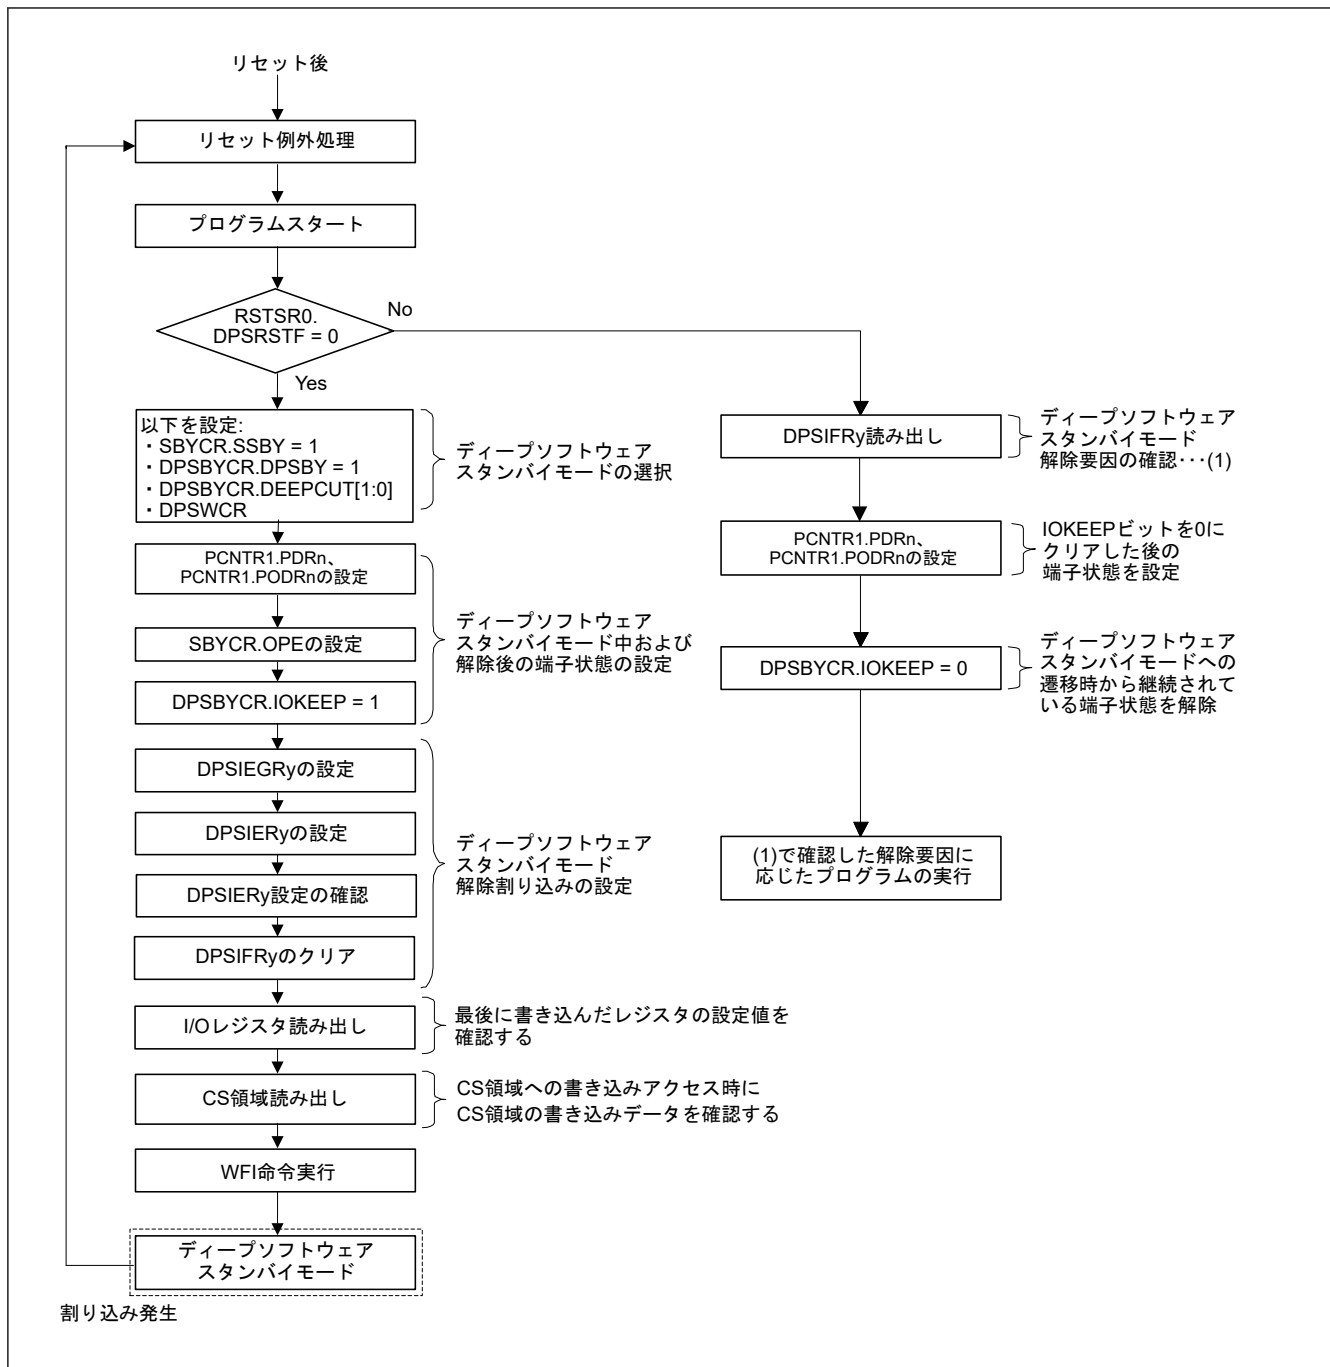 リセット後
リセット例外処理
プログラムスタート
RSTSR0.
DPSRSTF = 0
No
Yes
以下を設定:
・SBYCR.SSBY = 1
・DPSBYCR.DPSBY = 1
・DPSBYCR.DEEPCUT[1:0]
・DPSWCR
ディープソフトウェア
スタンバイモードの選択
PCNTR1.PDRn、
PCNTR1.PODRnの設定
SBYCR.OPEの設定
DPSBYCR.IOKEEP = 1
ディープソフトウェア
スタンバイモード中および
解除後の端子状態の設定
DPSIEGRyの設定
DPSIERyの設定
DPSIERy設定の確認
DPSIFRyのクリア
ディープソフトウェア
スタンバイモード
解除割り込みの設定
I/Oレジスタ読み出し
最後に書き込んだレジスタの設定値を
確認する
CS領域読み出し
CS領域への書き込みアクセス時に
CS領域の書き込みデータを確認する
WFI命令実行
ディープソフトウェア
スタンバイモード
割り込み発生
DPSIFRy読み出し
ディープソフトウェア
スタンバイモード
解除要因の確認･･･(1)
PCNTR1.PDRn、
PCNTR1.PODRnの設定
IOKEEPビットを0に
クリアした後の
端子状態を設定
DPSBYCR.IOKEEP = 0
ディープソフトウェア
スタンバイモードへの
遷移時から継続されて
いる端子状態を解除
(1)で確認した解除要因に
応じたプログラムの実行